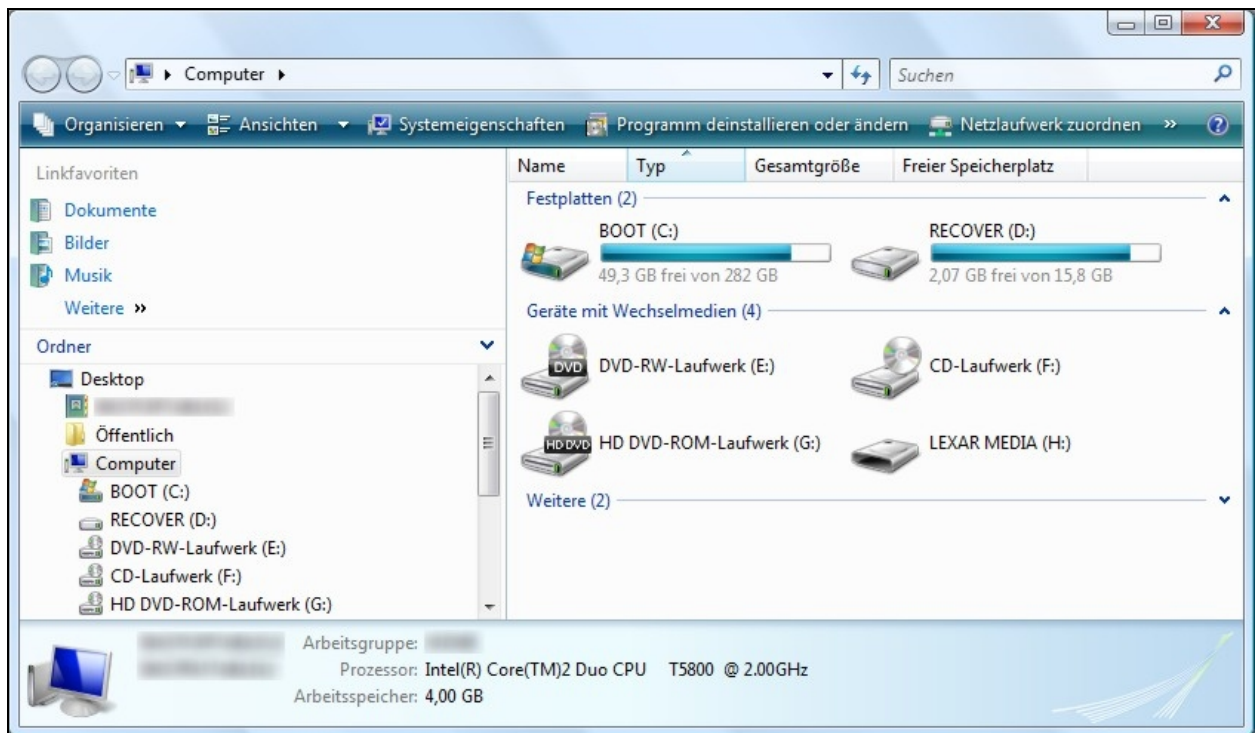 Computer
Suchen
Organisieren Ansichten Systemeigenschaften Programm deinstallieren oder ändern Netzlaufwerk zuordnen »
Linkfavoriten
Dokumente
Bilder
Musik
Weitere »
Ordner
Desktop
Öffentlich
Computer
BOOT (C:)
RECOVER (D:)
DVD-RW-Laufwerk (E:)
CD-Laufwerk (F:)
HD DVD-ROM-Laufwerk (G:)
Name Typ Gesamtgröße Freier Speicherplatz
Festplatten (2)
BOOT (C:)
49,3 GB frei von 282 GB
RECOVER (D:)
2,07 GB frei von 15,8 GB
Geräte mit Wechselmedien (4)
DVD
DVD-RW-Laufwerk (E:)
CD-Laufwerk (F:)
HD DVD
HD DVD-ROM-Laufwerk (G:)
LEXAR MEDIA (H:)
Weitere (2)
Arbeitsgruppe:
Prozessor: Intel(R) Core(TM)2 Duo CPU T5800 @ 2.00GHz
Arbeitsspeicher: 4,00 GB